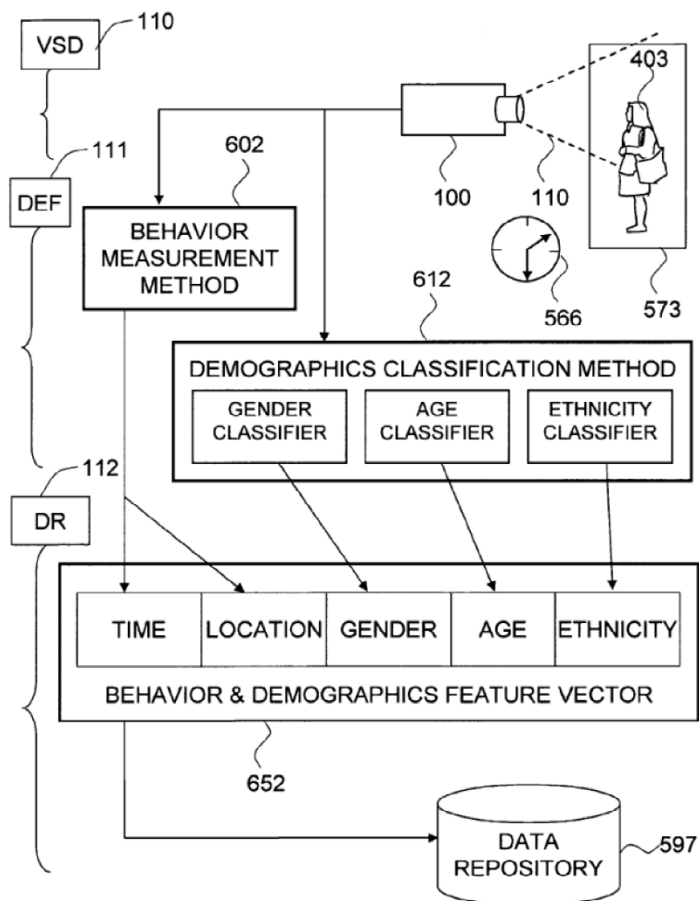 VSD
110
403
111
602
DEF
BEHAVIOR
MEASUREMENT
METHOD
100
110
566
573
612
DEMOGRAPHICS CLASSIFICATION METHOD
GENDER
CLASSIFIER
AGE
CLASSIFIER
ETHNICITY
CLASSIFIER
112
DR
TIME
LOCATION
GENDER
AGE
ETHNICITY
BEHAVIOR & DEMOGRAPHICS FEATURE VECTOR
652
DATA
REPOSITORY
597